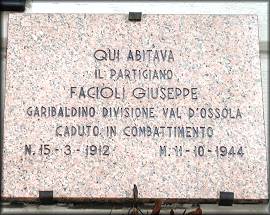 QUI ABITAVA
IL PARTIGIANO
FACIOLI GIUSEPPE
GARIBALDINO DIVISIONE VAL D'OSSOLA
CADUTO IN COMBATTIMENTO
N. 15-3-1912 M. 11-10-1944